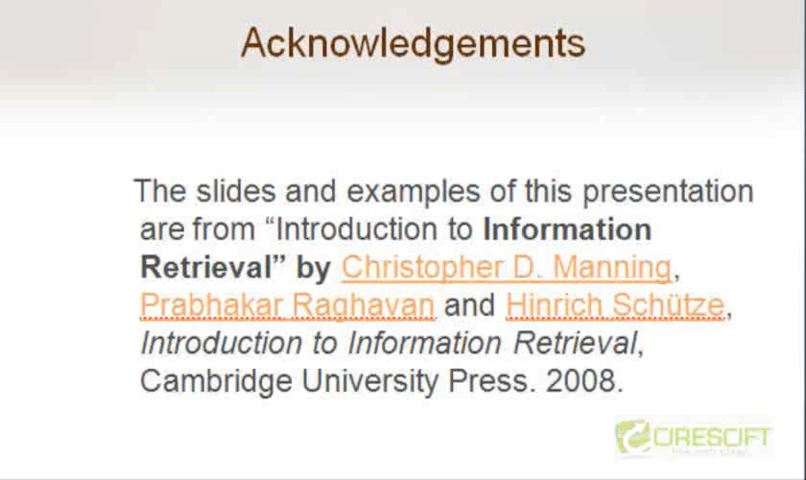 Acknowledgements
The slides and examples of this presentation
are from “Introduction to Information
Retrieval” by Christopher D. Manning,
Prabhakar Raghavan and Hinrich Schütze,
Introduction to Information Retrieval,
Cambridge University Press. 2008.